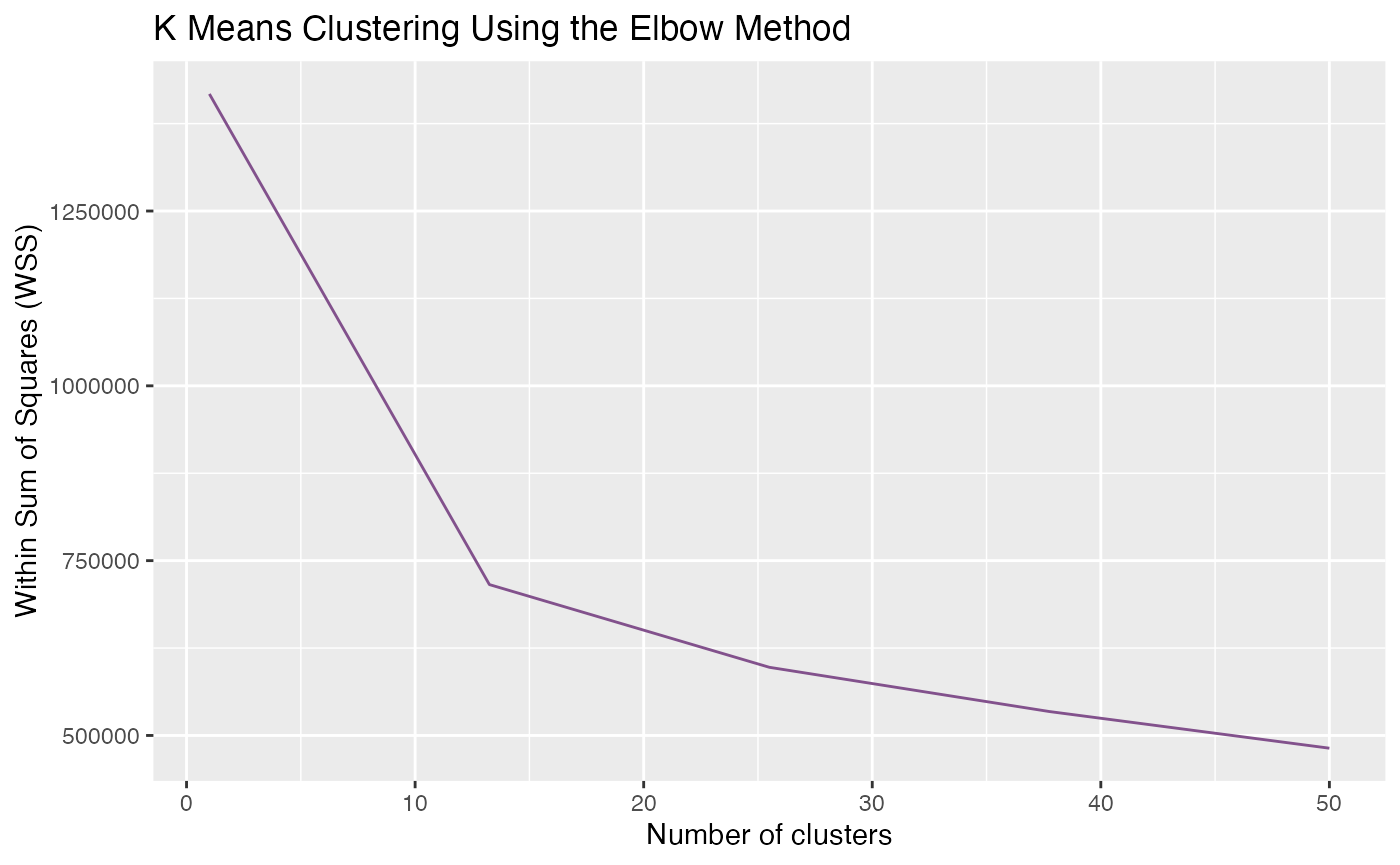 K Means Clustering Using the Elbow Method
Within Sum of Squares (WSS)
1250000
1000000
750000
500000
0 10 20 30 40 50
Number of clusters